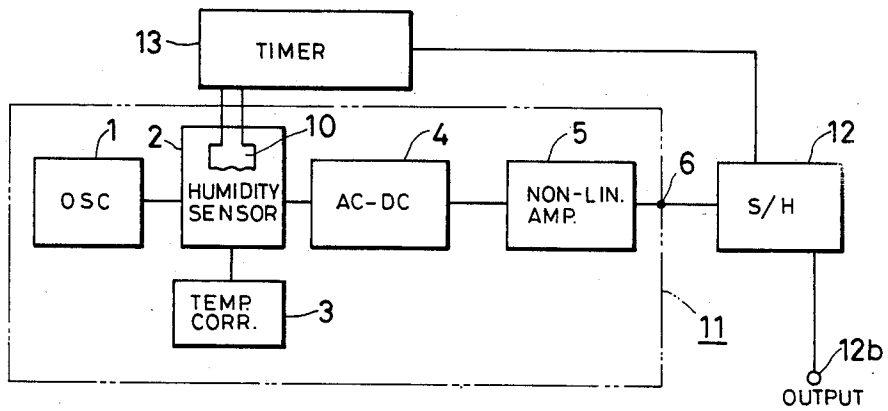 13
TIMER
1
2
10
4
5
6
12
OSC
HUMIDITY
SENSOR
AC-DC
NON-LIN.
AMP.
S/H
TEMP.
CORR.
3
11
12b
OUTPUT